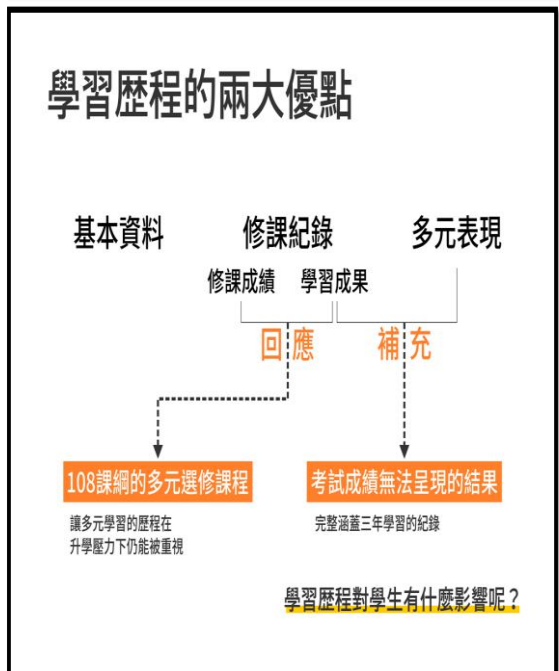 學習歷程的兩大優點
基本資料 修課紀錄 多元表現
修課成績 學習成果
回應 補充
108課綱的多元選修課程 考試成績無法呈現的結果
讓多元學習的歷程在 完整涵蓋三年學習的紀錄
升學壓力下仍能被重視
學習歷程對學生有什麼影響呢？